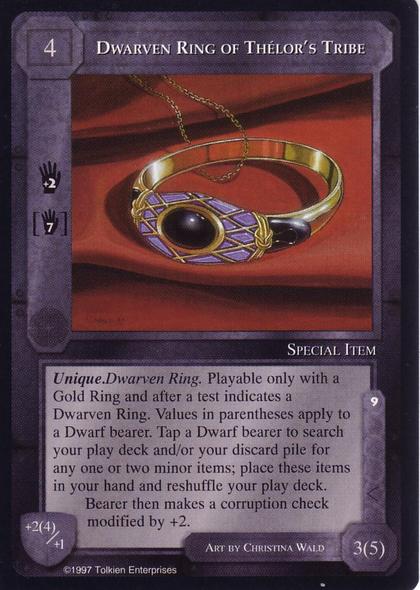 4
DWARVEN RING OF THÉLOR'S TRIBE
+2
[7]
SPECIAL ITEM
Unique.Dwarven Ring. Playable only with a
Gold Ring and after a test indicates a
Dwarven Ring. Values in parentheses apply to
a Dwarf bearer. Tap a Dwarf bearer to search
your play deck and/or your discard pile for
any one or two minor items; place these items
in your hand and reshuffle your play deck.
Bearer then makes a corruption check
modified by +2.
9
+2(4)/+1
ART BY CHRISTINA WALD
3(5)
©1997 Tolkien Enterprises